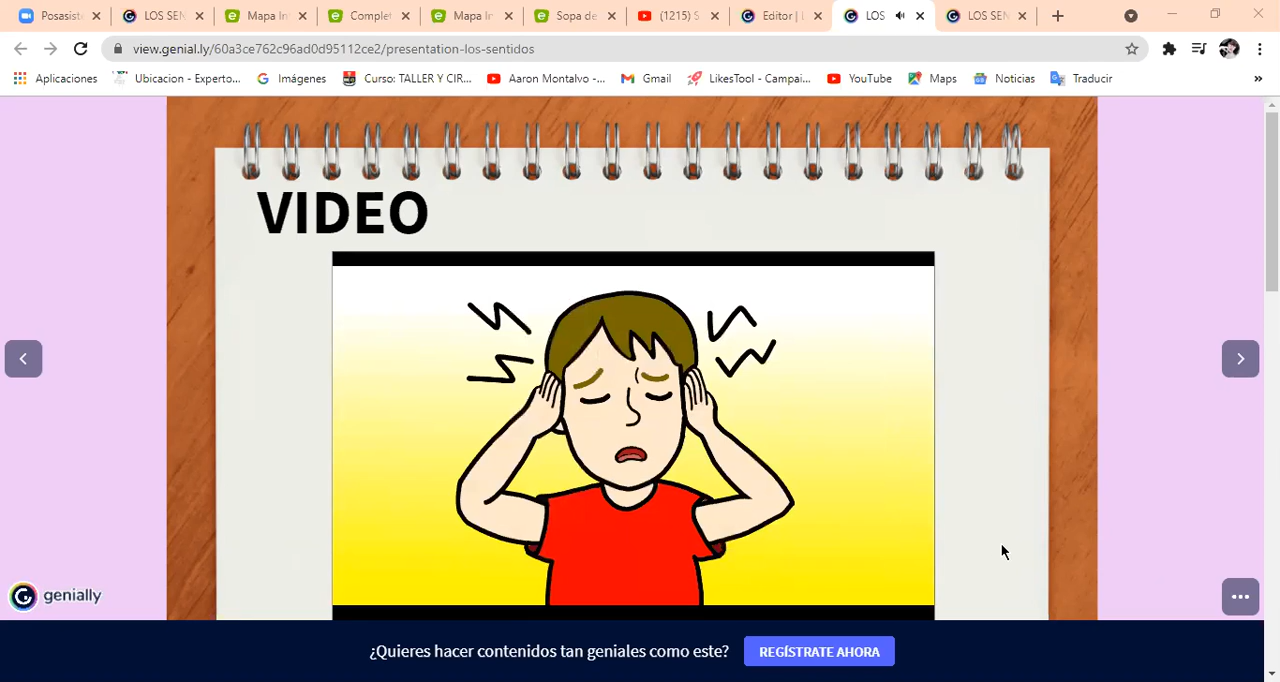 Posasist
LOS SEN
Mapa In
Complet
Mapa In
Sopa de
(1215) S
Editor | L
LOS
LOS SEN
view.genial.ly/60a3ce762c96ad0d95112ce2/presentation-los-sentidos
Aplicaciones
Ubicacion - Experto...
Imágenes
Curso: TALLER Y CIR...
Aaron Montalvo -...
Gmail
LikesTool - Campai...
YouTube
Maps
Noticias
Traducir
VIDEO
genially
¿Quieres hacer contenidos tan geniales como este?
REGÍSTRATE AHORA